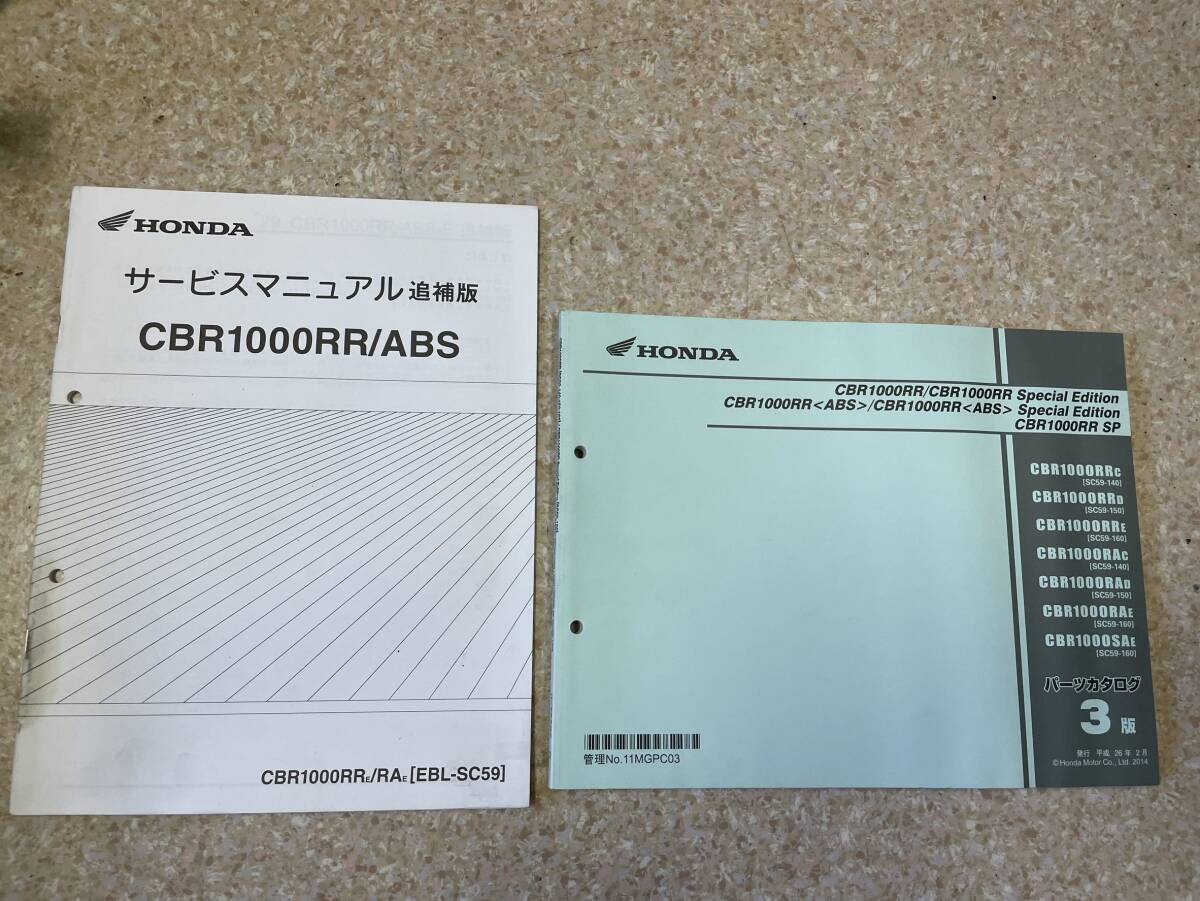 HONDA
サービスマニュアル 追補版
CBR1000RR/ABS
CBR1000RRE/RAE [EBL-SC59]
HONDA
CBR1000RR/CBR1000RR Special Edition
CBR1000RR<ABS>/CBR1000RR<ABS> Special Edition
CBR1000RR SP
CBR1000RRC
[SC59-140]
CBR1000RRD
[SC59-150]
CBR1000RRE
[SC59-160]
CBR1000RAC
[SC59-140]
CBR1000RAD
[SC59-150]
CBR1000RAE
[SC59-160]
CBR1000SAE
[SC59-160]
パーツカタログ
3 版
発行 平成 26 年 2 月
©Honda Motor Co., Ltd. 2014
管理No.11MGPC03